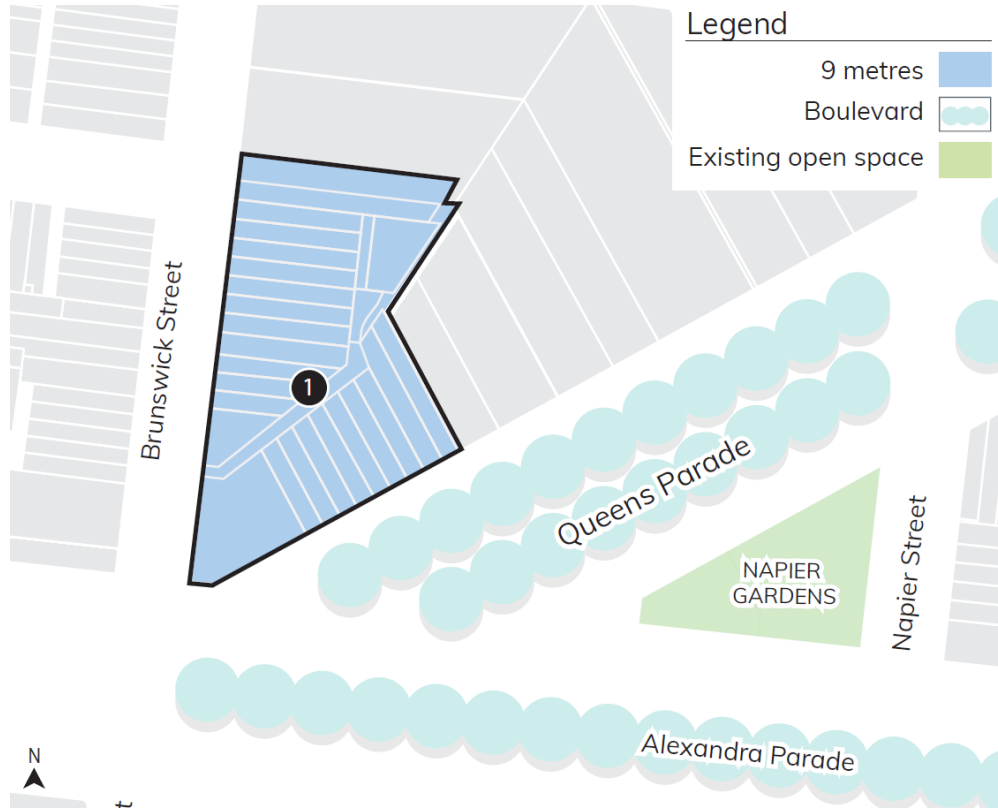 Legend
9 metres
Boulevard
Existing open space
Brunswick Street
1
Queens Parade
NAPIER
GARDENS
Napier Street
Alexandra Parade
N